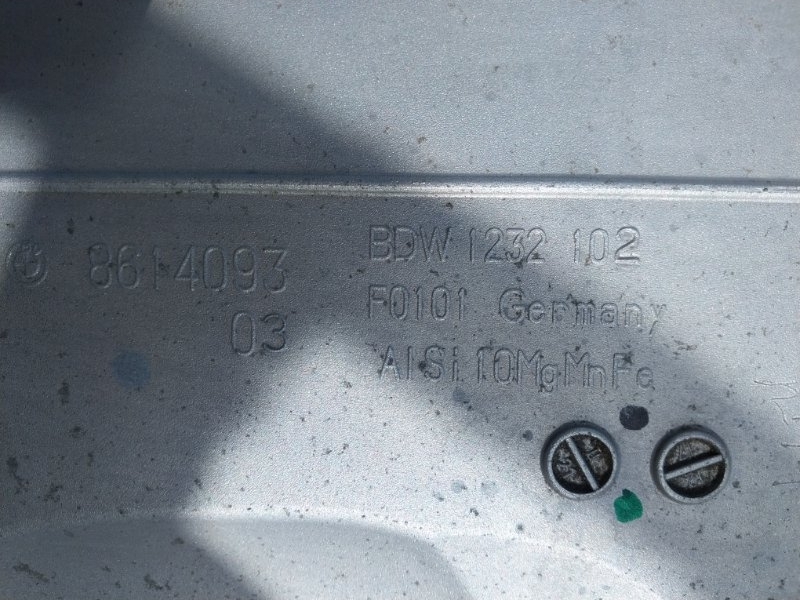 8614093
03
BDW 1232 102
F0101 Germany
AlSi10MgMnFe